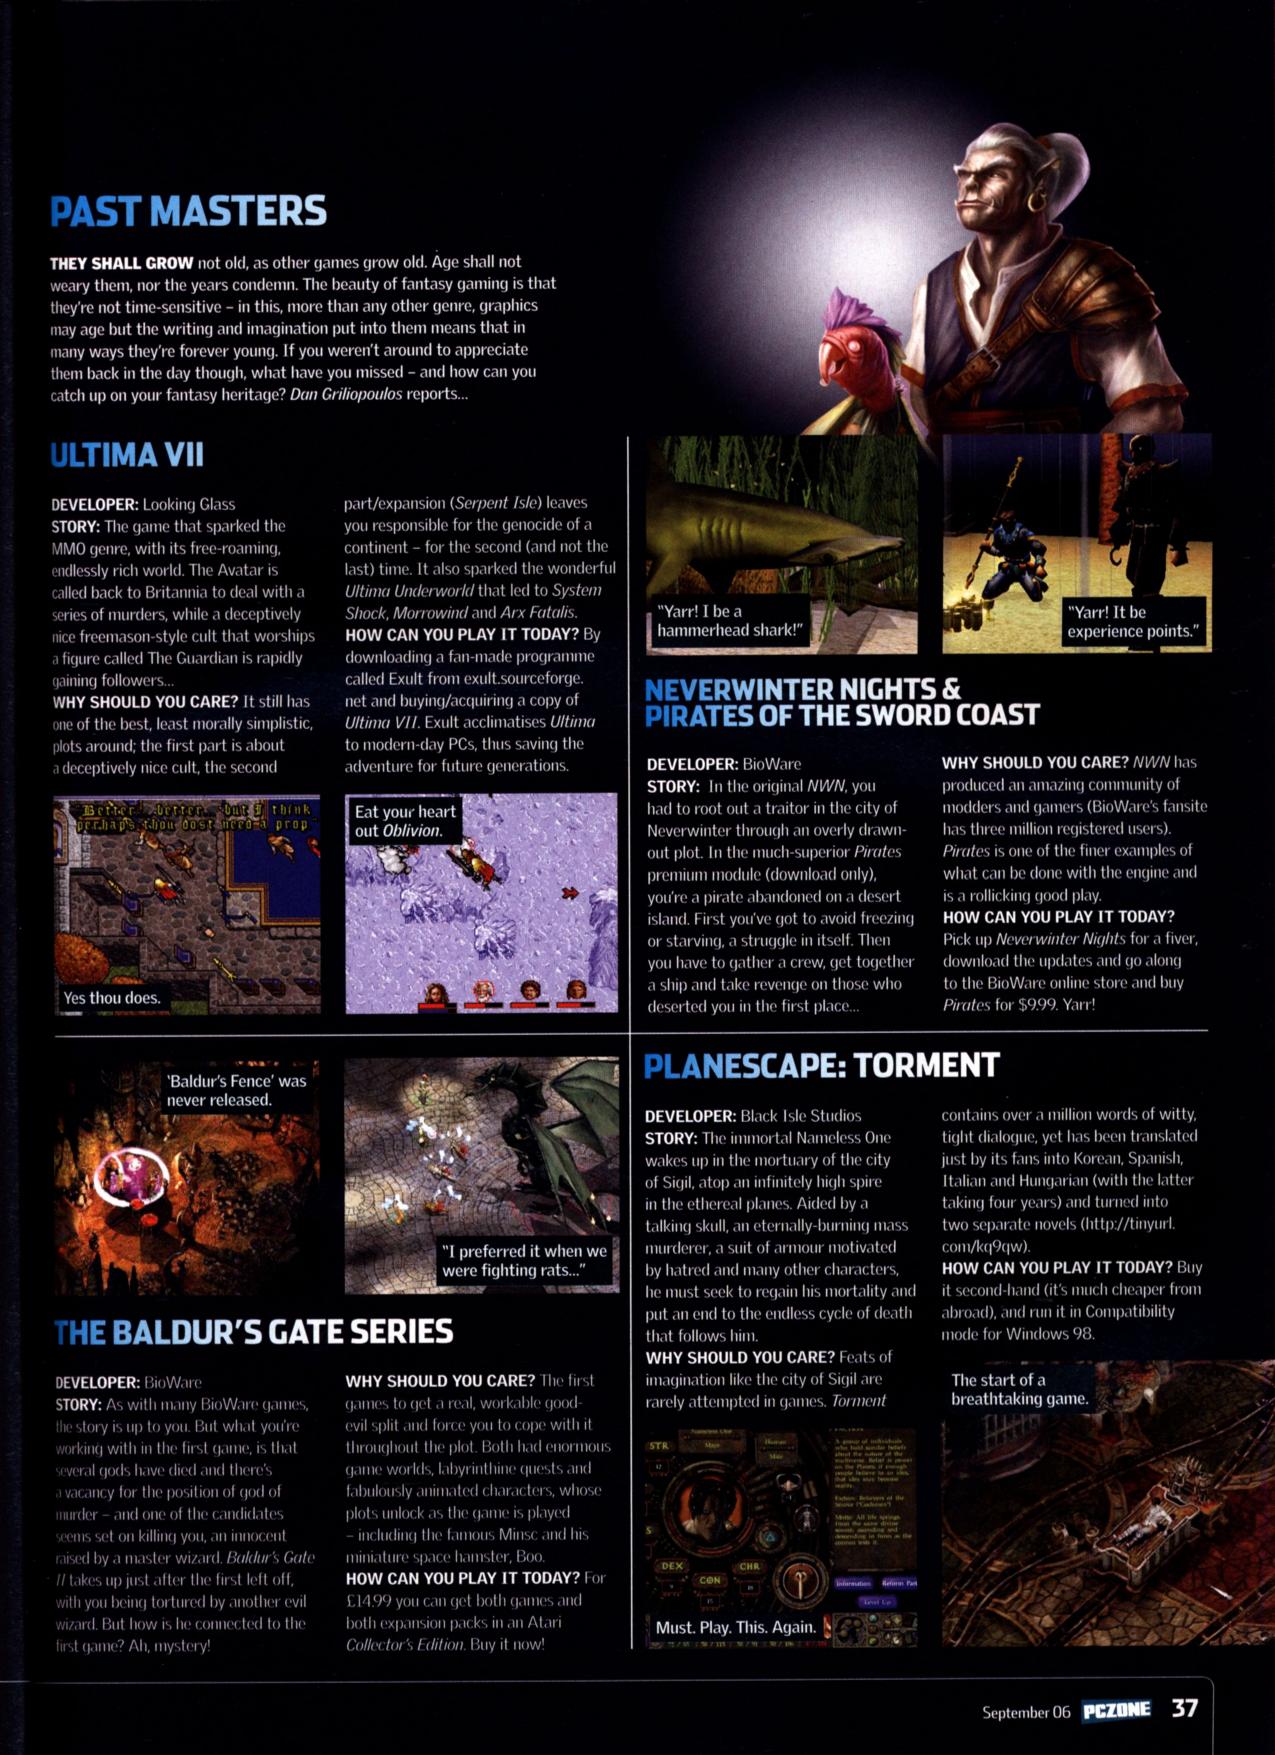 PAST MASTERS
THEY SHALL GROW not old, as other games grow old. Age shall not
weary them, nor the years condemn. The beauty of fantasy gaming is that
they're not time-sensitive – in this, more than any other genre, graphics
may age but the writing and imagination put into them means that in
many ways they're forever young. If you weren't around to appreciate
them back in the day though, what have you missed – and how can you
catch up on your fantasy heritage? Dan Griliopoulos reports...
ULTIMA VII
DEVELOPER: Looking Glass
STORY: The game that sparked the
MMO genre, with its free-roaming,
endlessly rich world. The Avatar is
called back to Britannia to deal with a
series of murders, while a deceptively
nice freemason-style cult that worships
a figure called The Guardian is rapidly
gaining followers...
WHY SHOULD YOU CARE? It still has
one of the best, least morally simplistic,
plots around; the first part is about
a deceptively nice cult, the second
part/expansion (Serpent Isle) leaves
you responsible for the genocide of a
continent – for the second (and not the
last) time. It also sparked the wonderful
Ultima Underworld that led to System
Shock, Morrowind and Arx Fatalis.
HOW CAN YOU PLAY IT TODAY? By
downloading a fan-made programme
called Exult from exult.sourceforge.
net and buying/acquiring a copy of
Ultima VII. Exult acclimatises Ultima
to modern-day PCs, thus saving the
adventure for future generations.
Better.. better.. but I think
perhaps thou dost need a prop
Yes thou does.
Eat your heart
out Oblivion.
"Yarr! I be a
hammerhead shark!"
"Yarr! It be
experience points."
NEVERWINTER NIGHTS &
PIRATES OF THE SWORD COAST
DEVELOPER: BioWare
STORY: In the original NWN, you
had to root out a traitor in the city of
Neverwinter through an overly drawn-
out plot. In the much-superior Pirates
premium module (download only),
you're a pirate abandoned on a desert
island. First you've got to avoid freezing
or starving, a struggle in itself. Then
you have to gather a crew, get together
a ship and take revenge on those who
deserted you in the first place...
WHY SHOULD YOU CARE? NWN has
produced an amazing community of
modders and gamers (BioWare's fansite
has three million registered users).
Pirates is one of the finer examples of
what can be done with the engine and
is a rollicking good play.
HOW CAN YOU PLAY IT TODAY?
Pick up Neverwinter Nights for a fiver,
download the updates and go along
to the BioWare online store and buy
Pirates for $9.99. Yarr!
'Baldur's Fence' was
never released.
"I preferred it when we
were fighting rats..."
THE BALDUR'S GATE SERIES
DEVELOPER: BioWare
STORY: As with many BioWare games,
the story is up to you. But what you're
working with in the first game, is that
several gods have died and there's
a vacancy for the position of god of
murder – and one of the candidates
seems set on killing you, an innocent
raised by a master wizard. Baldur's Gate
II takes up just after the first left off,
with you being tortured by another evil
wizard. But how is he connected to the
first game? Ah, mystery!
WHY SHOULD YOU CARE? The first
games to get a real, workable good-
evil split and force you to cope with it
throughout the plot. Both had enormous
game worlds, labyrinthine quests and
fabulously animated characters, whose
plots unlock as the game is played
– including the famous Minsc and his
miniature space hamster, Boo.
HOW CAN YOU PLAY IT TODAY? For
£14.99 you can get both games and
both expansion packs in an Atari
Collector's Edition. Buy it now!
PLANESCAPE: TORMENT
DEVELOPER: Black Isle Studios
STORY: The immortal Nameless One
wakes up in the mortuary of the city
of Sigil, atop an infinitely high spire
in the ethereal planes. Aided by a
talking skull, an eternally-burning mass
murderer, a suit of armour motivated
by hatred and many other characters,
he must seek to regain his mortality and
put an end to the endless cycle of death
that follows him.
WHY SHOULD YOU CARE? Feats of
imagination like the city of Sigil are
rarely attempted in games. Torment
contains over a million words of witty,
tight dialogue, yet has been translated
just by its fans into Korean, Spanish,
Italian and Hungarian (with the latter
taking four years) and turned into
two separate novels (http://tinyurl.
com/kq9qw).
HOW CAN YOU PLAY IT TODAY? Buy
it second-hand (it's much cheaper from
abroad), and run it in Compatibility
mode for Windows 98.
STR
DEX
CON
CHR
Information
Reform Part
Level Up
Must. Play. This. Again.
The start of a
breathtaking game.
September 06 PCZONE 37